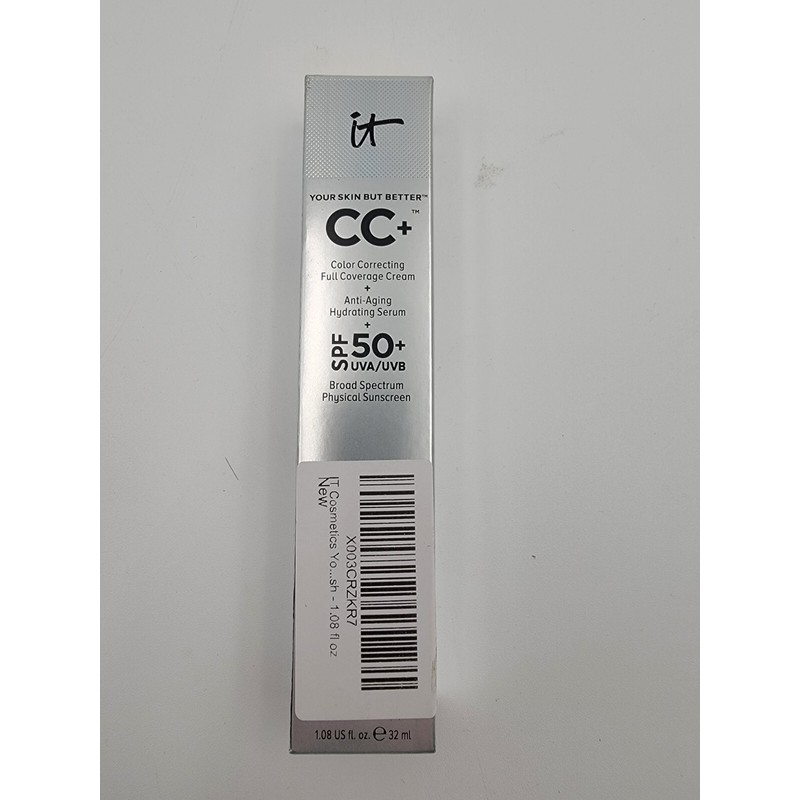 it
YOUR SKIN BUT BETTER™
CC+™
Color Correcting
Full Coverage Cream
+
Anti-Aging
Hydrating Serum
+
SPF 50+
UVA/UVB
Broad Spectrum
Physical Sunscreen
X003CRZKR7
IT Cosmetics Yo...sh - 1.08 fl oz
New
1.08 US fl. oz. ℮ 32 ml